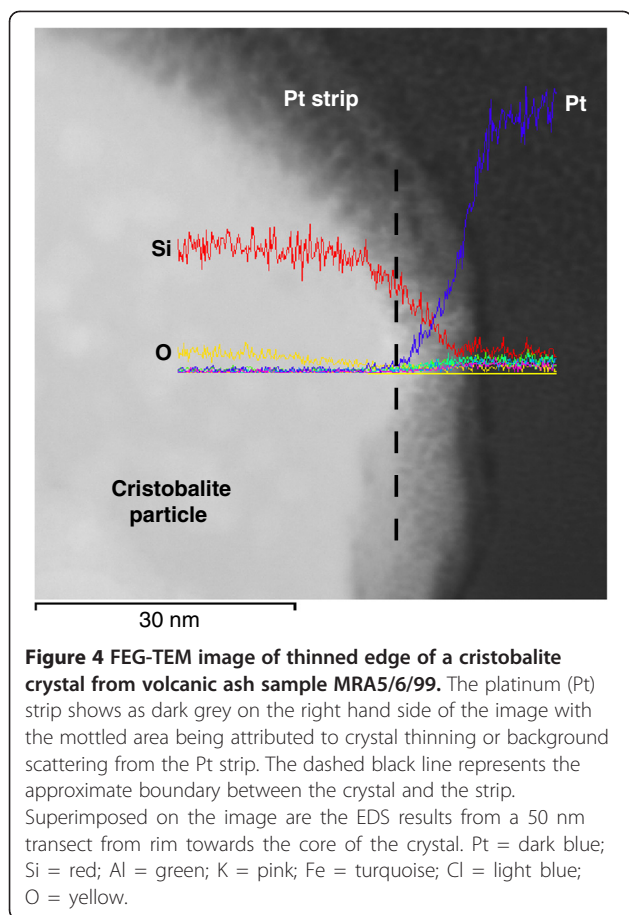 Pt strip
Pt
Si
O
Cristobalite
particle
30 nm
Figure 4 FEG-TEM image of thinned edge of a cristobalite
crystal from volcanic ash sample MRA5/6/99. The platinum (Pt)
strip shows as dark grey on the right hand side of the image with
the mottled area being attributed to crystal thinning or background
scattering from the Pt strip. The dashed black line represents the
approximate boundary between the crystal and the strip.
Superimposed on the image are the EDS results from a 50 nm
transect from rim towards the core of the crystal. Pt = dark blue;
Si = red; Al = green; K = pink; Fe = turquoise; Cl = light blue;
O = yellow.